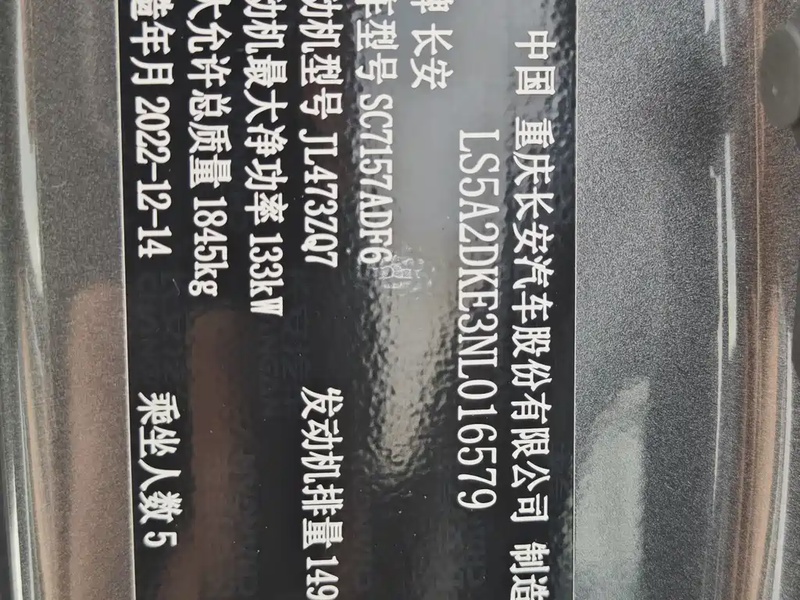 中国 重庆长安汽车股份有限公司 制造
LS5A2DKE3NL016579
牌 长安
车型号 SC7157ADF6
动机型号 JL473ZQ7 发动机排量 149
动机最大净功率 133kW
大允许总质量 1845kg
造年月 2022-12-14 乘坐人数 5